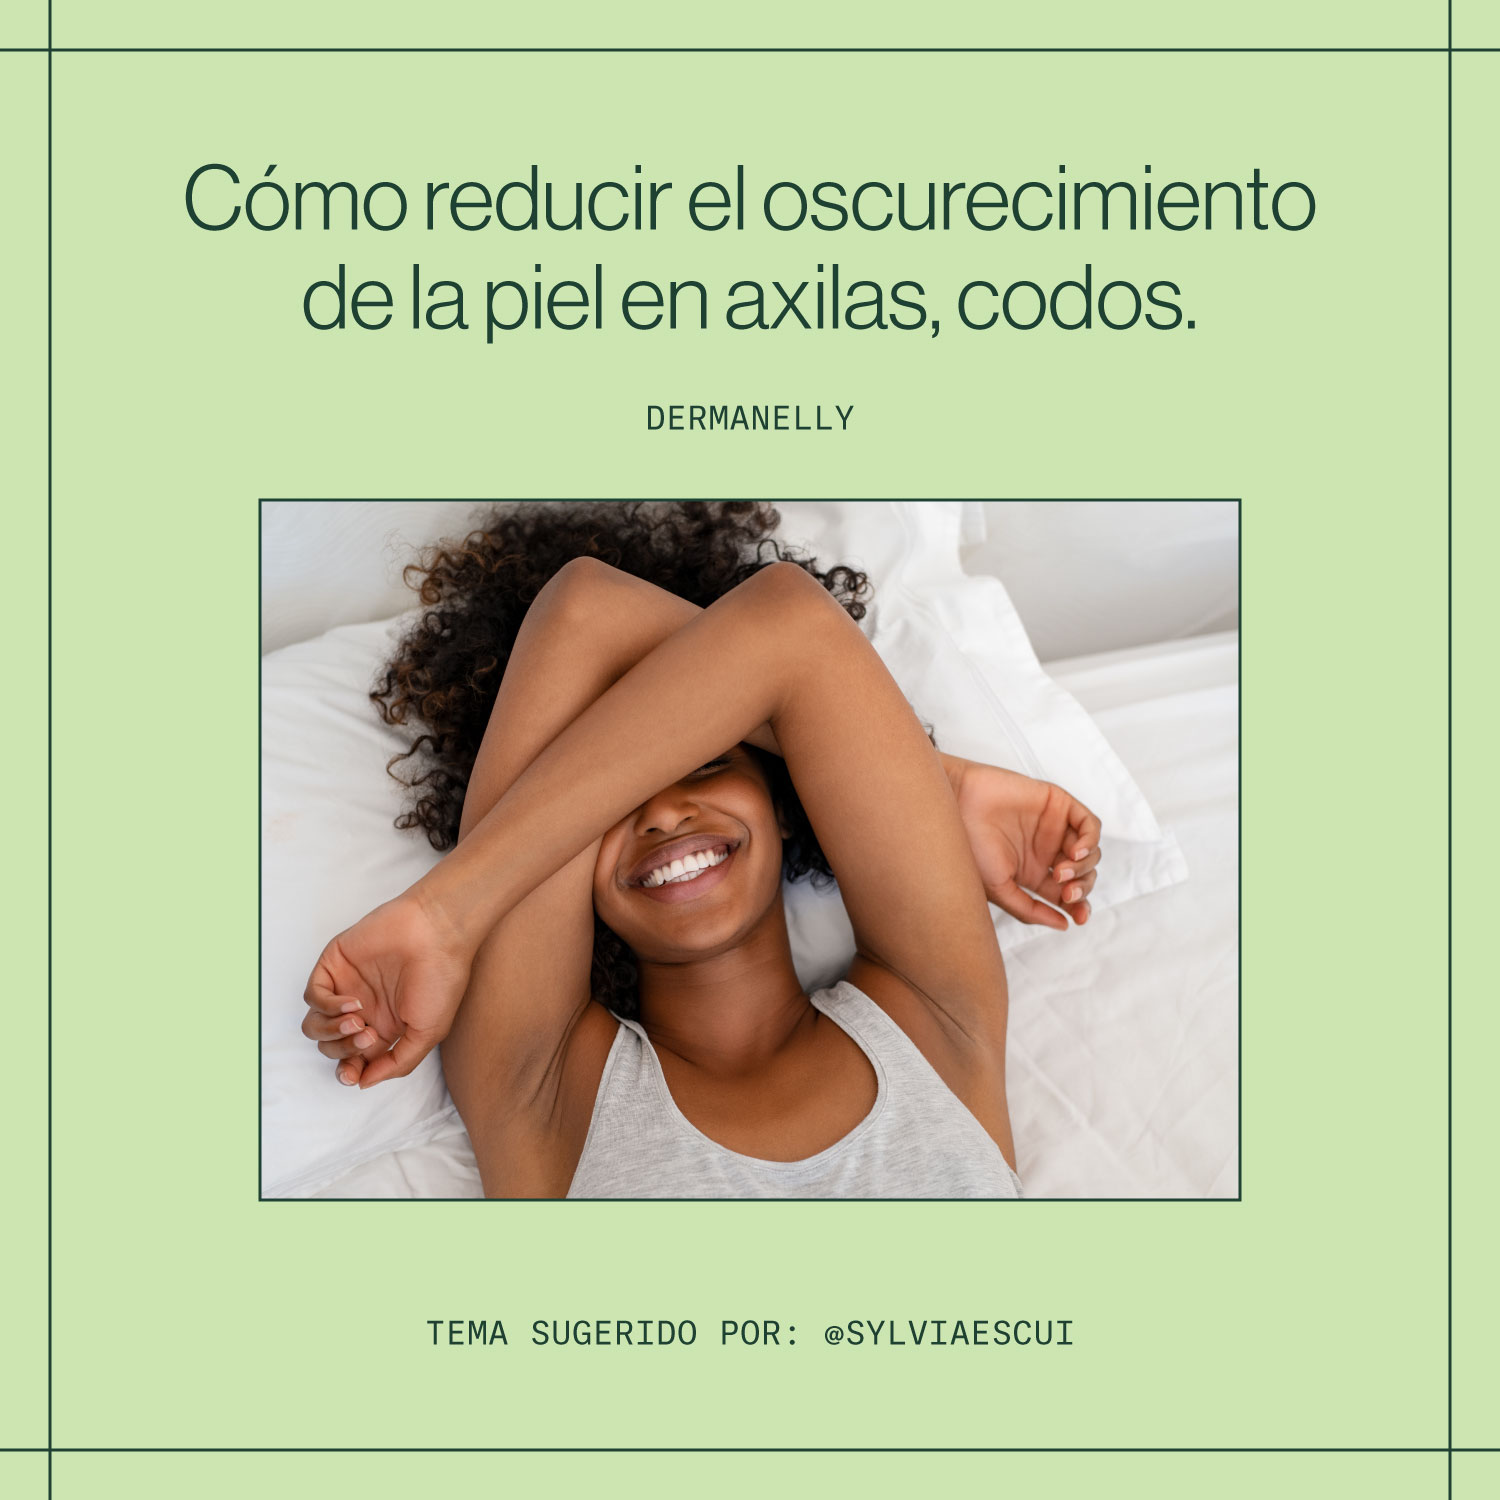 Cómo reducir el oscurecimiento
de la piel en axilas, codos.
DERMANELLY
TEMA SUGERIDO POR: @SYLVIAESCUI